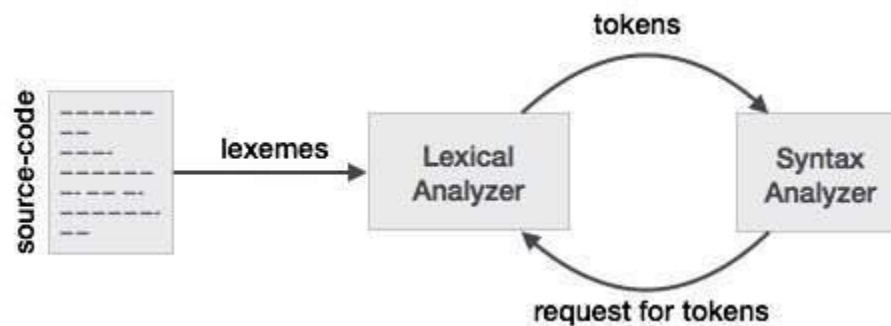 tokens
source-code
lexemes
Lexical
Analyzer
Syntax
Analyzer
request for tokens